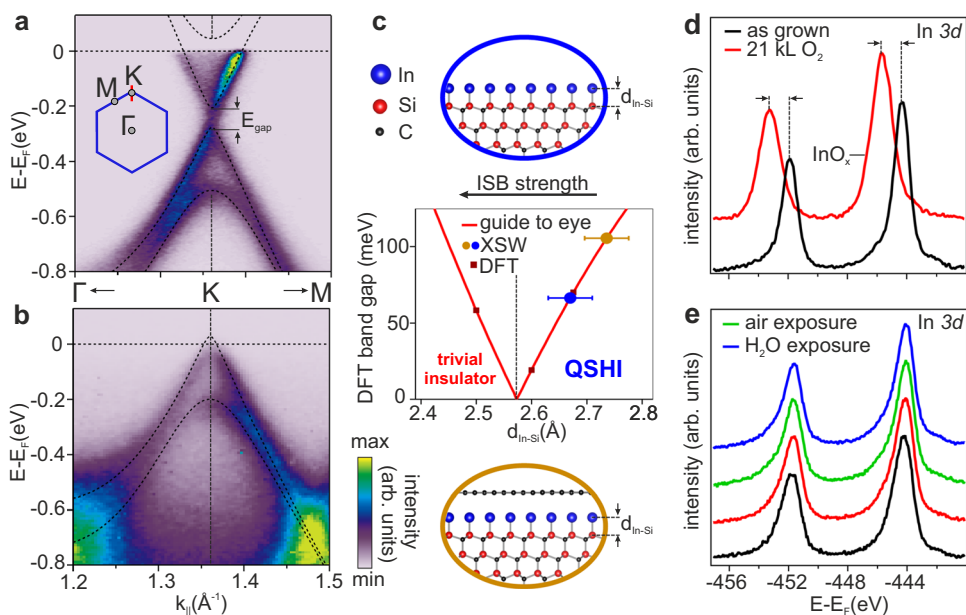 a
0
-0.2
-0.4
-0.6
-0.8
E-E_F(eV)
M
K
Γ
E_gap
Γ ← K → M
b
0
-0.2
-0.4
-0.6
-0.8
E-E_F(eV)
1.2 1.3 1.4 1.5
k_||(Å⁻¹)
max
intensity
(arb. units)
min
c
In
Si
C
d_In-Si
ISB strength
guide to eye
XSW
DFT
trivial
insulator
QSHI
DFT band gap (meV)
100
50
0
2.4 2.5 2.6 2.7 2.8
d_In-Si(Å)
d_In-Si
d
as grown
21 kL O₂
In 3d
InOₓ
intensity (arb. units)
e
air exposure
H₂O exposure
In 3d
intensity (arb. units)
-456 -452 -448 -444
E-E_F(eV)